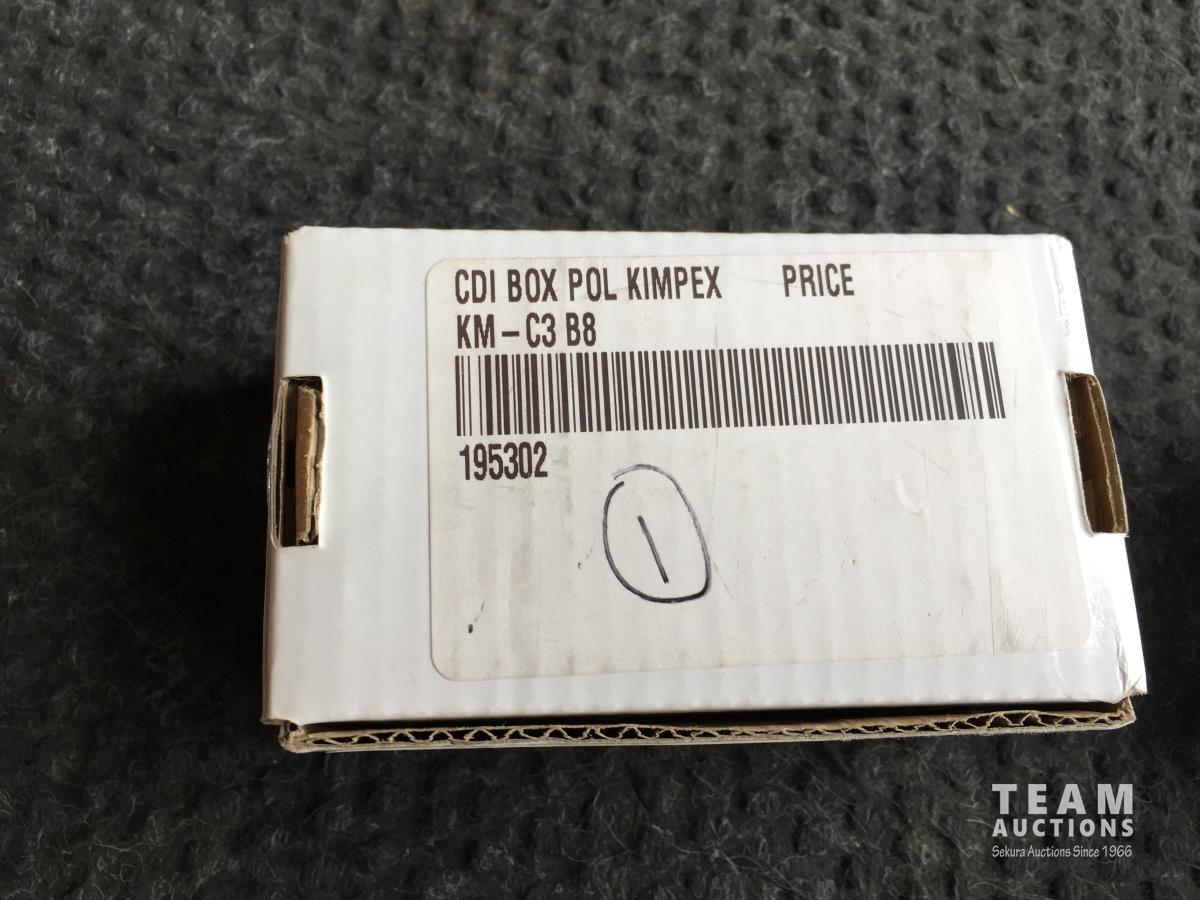 CDI BOX POL KIMPEX PRICE
KM-C3 B8
195302
1
TEAM
AUCTIONS
Sekura Auctions Since 1966